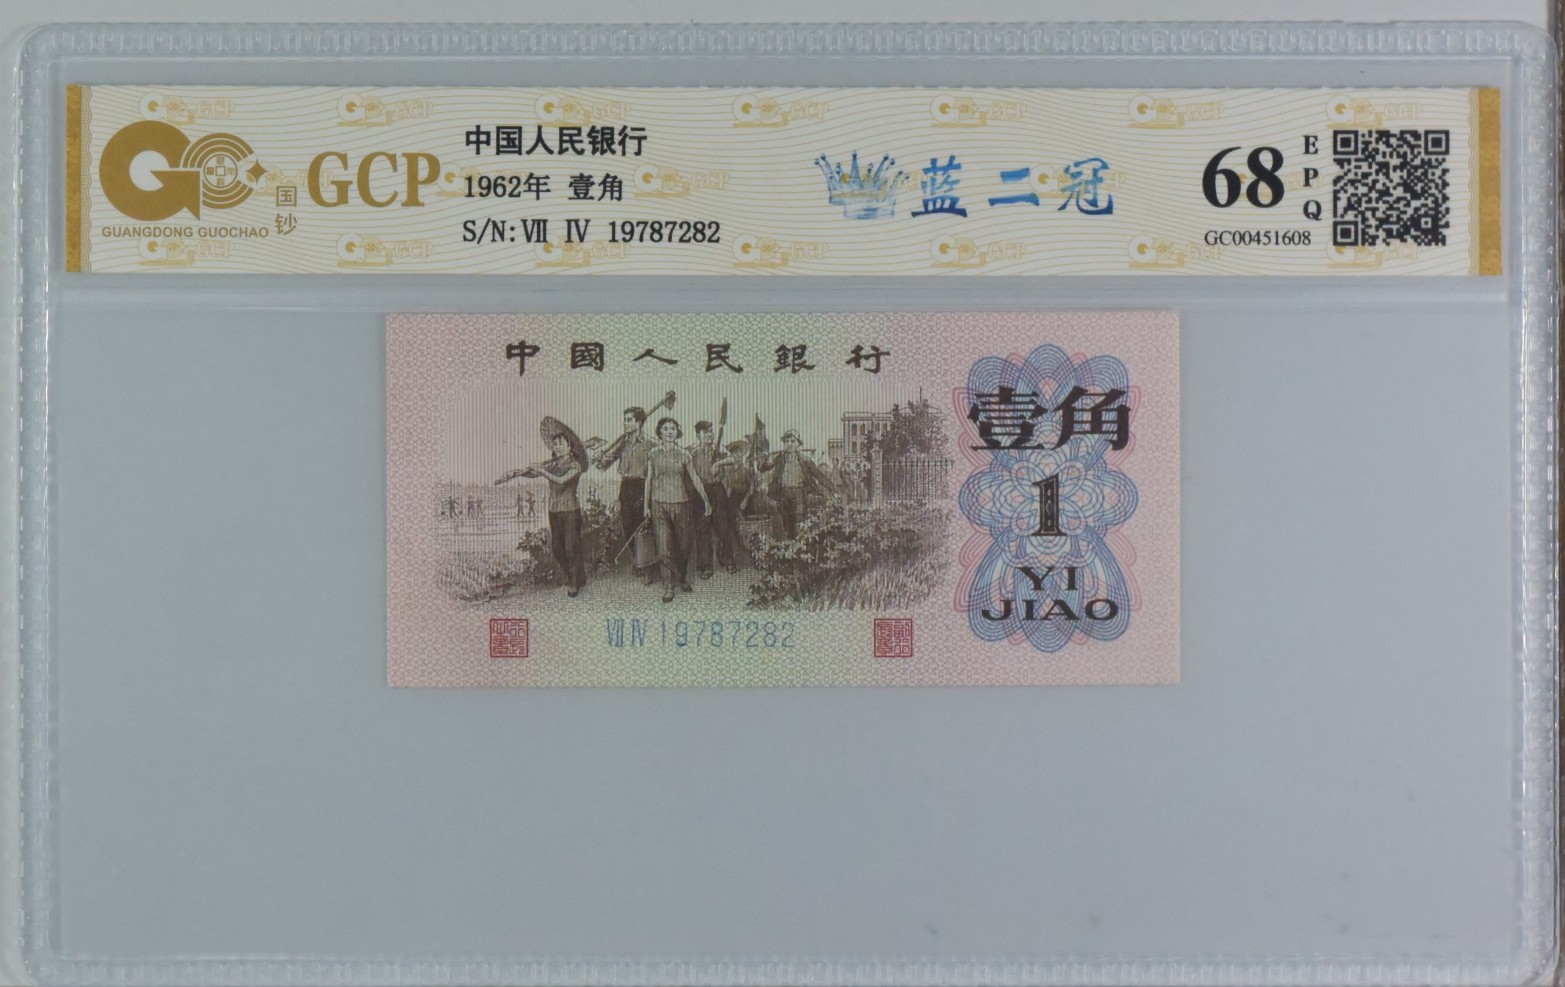 中国人民银行
1962年 壹角
S/N:Ⅶ Ⅳ 19787282
GCP
国钞
GUANGDONG GUOCHAO
蓝二冠
68
EPQ
GC00451608
中國人民銀行
壹角
1
YI
JIAO
ⅦⅣ 19787282